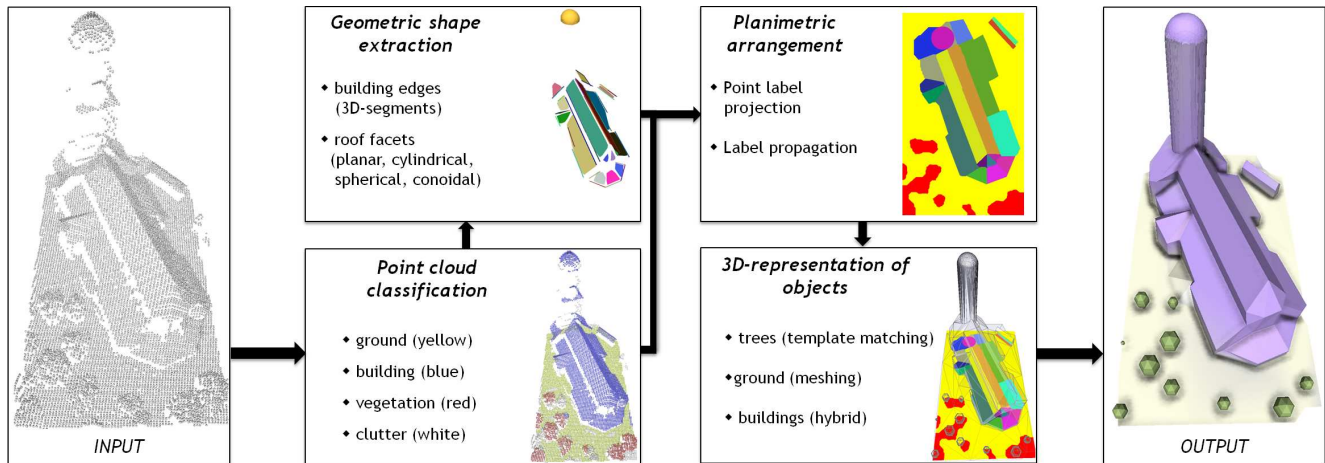 INPUT
Geometric shape
extraction
◆ building edges
(3D-segments)
◆ roof facets
(planar, cylindrical,
spherical, conoidal)
Point cloud
classification
◆ ground (yellow)
◆ building (blue)
◆ vegetation (red)
◆ clutter (white)
Planimetric
arrangement
◆ Point label
projection
◆ Label propagation
3D-representation of
objects
◆ trees (template matching)
◆ground (meshing)
◆ buildings (hybrid)
OUTPUT